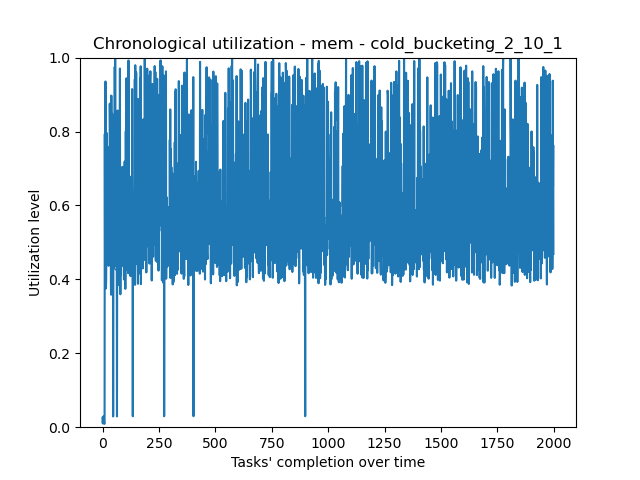 Chronological utilization - mem - cold_bucketing_2_10_1
1.0
0.8
0.6
0.4
0.2
0.0
Utilization level
0 250 500 750 1000 1250 1500 1750 2000
Tasks' completion over time